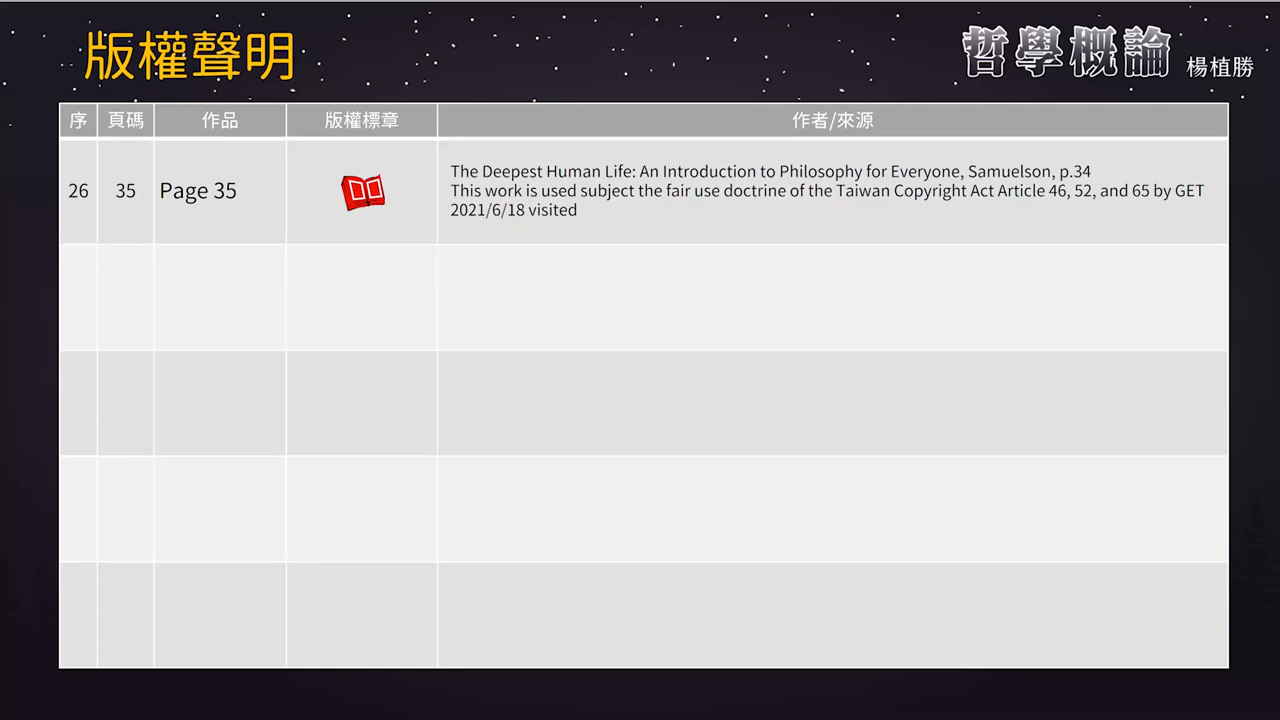 版權聲明
哲學概論 楊植勝
序 頁碼 作品 版權標章 作者/來源
26 35 Page 35
The Deepest Human Life: An Introduction to Philosophy for Everyone, Samuelson, p.34
This work is used subject the fair use doctrine of the Taiwan Copyright Act Article 46, 52, and 65 by GET
2021/6/18 visited